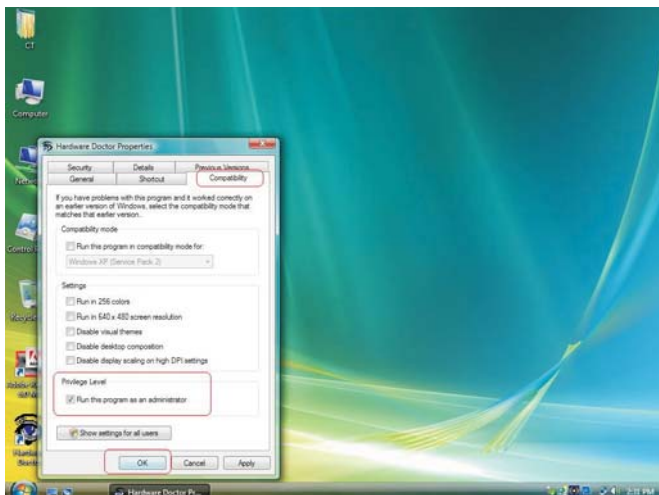 CT
Computer
Hardware Doctor Properties
Security Details Previous Versions
General Shortcut Compatibility
If you have problems with this program and it worked correctly on
an earlier version of Windows, select the compatibility mode that
matches that earlier version.
Compatibility mode
Run this program in compatibility mode for:
Windows XP (Service Pack 2)
Settings
Run in 256 colors
Run in 640 x 480 screen resolution
Disable visual themes
Disable desktop composition
Disable display scaling on high DPI settings
Privilege Level
Run this program as an administrator
Show settings for all users
OK Cancel Apply
Hardware Doctor Pr...
2:31 PM